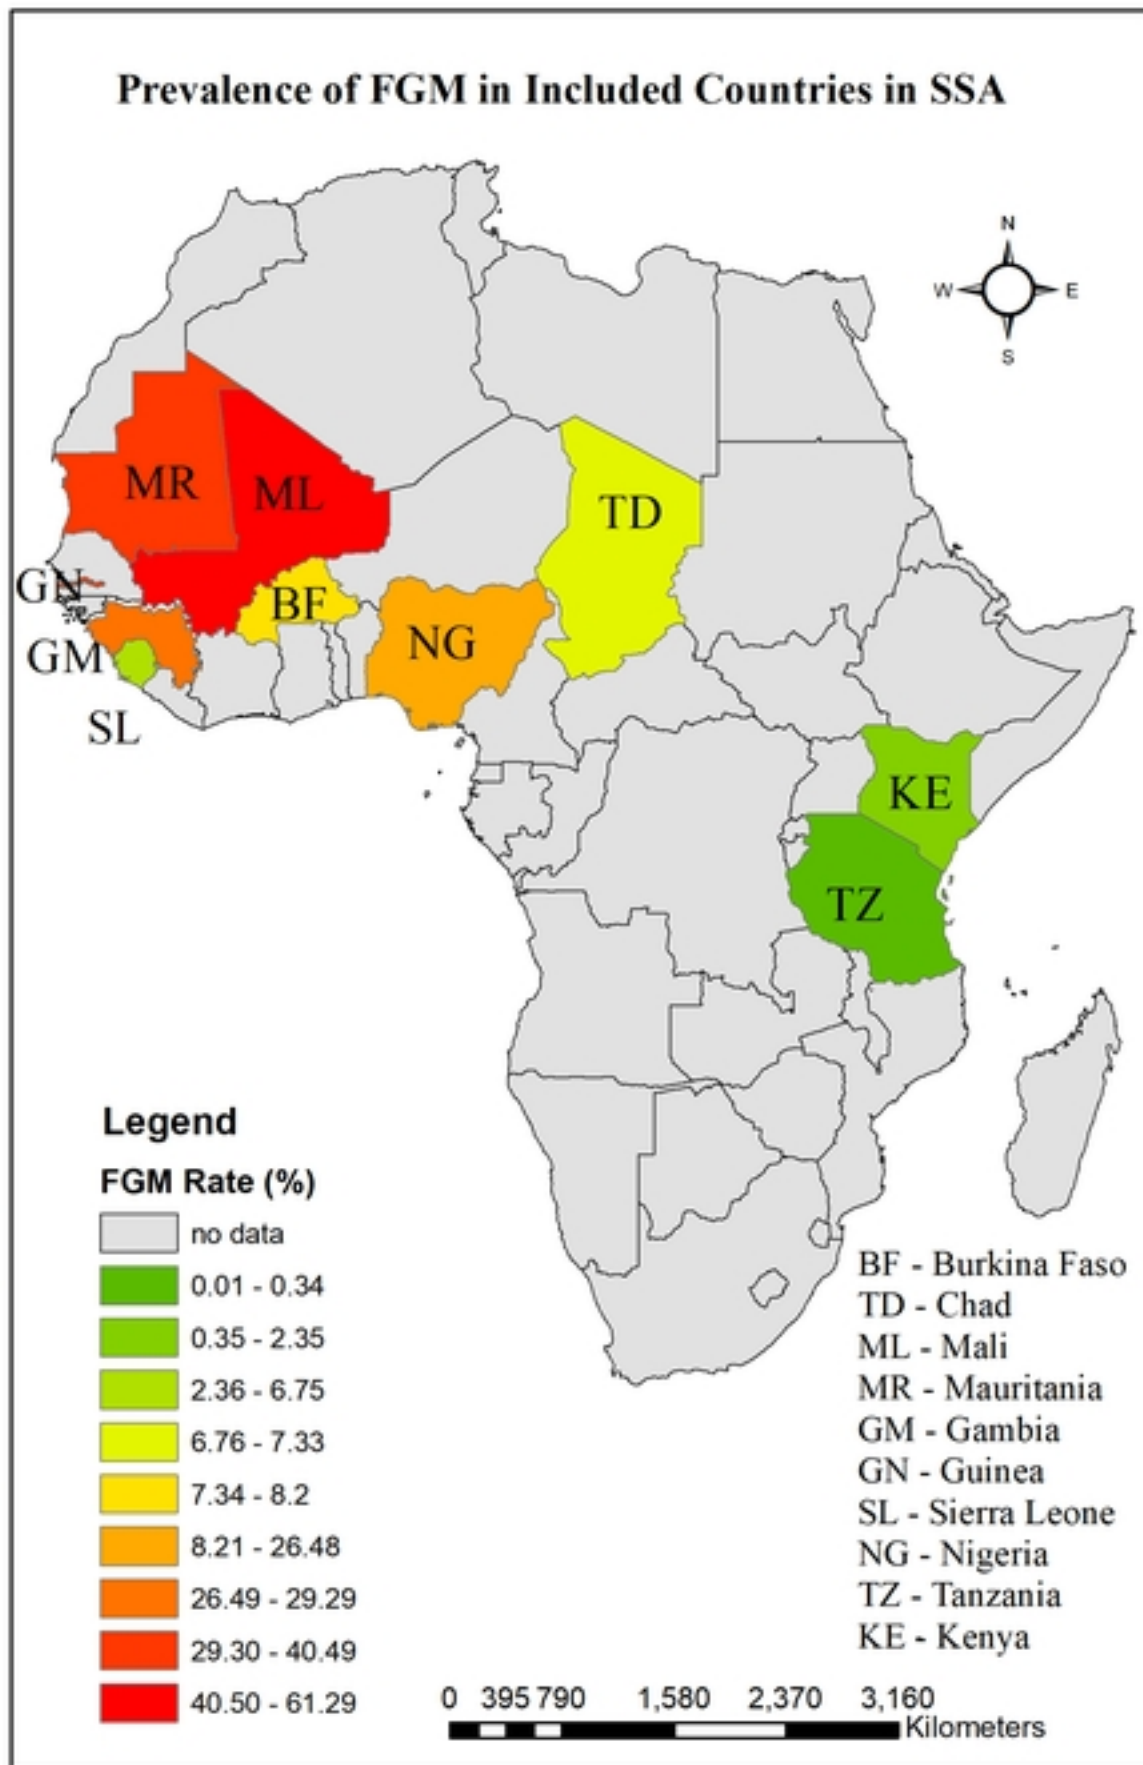 Prevalence of FGM in Included Countries in SSA
N
W E
S
MR
ML
TD
GN
BF
NG
GM
SL
KE
TZ
Legend
FGM Rate (%)
no data
0.01 - 0.34
0.35 - 2.35
2.36 - 6.75
6.76 - 7.33
7.34 - 8.2
8.21 - 26.48
26.49 - 29.29
29.30 - 40.49
40.50 - 61.29
BF - Burkina Faso
TD - Chad
ML - Mali
MR - Mauritania
GM - Gambia
GN - Guinea
SL - Sierra Leone
NG - Nigeria
TZ - Tanzania
KE - Kenya
0 395 790 1,580 2,370 3,160
Kilometers